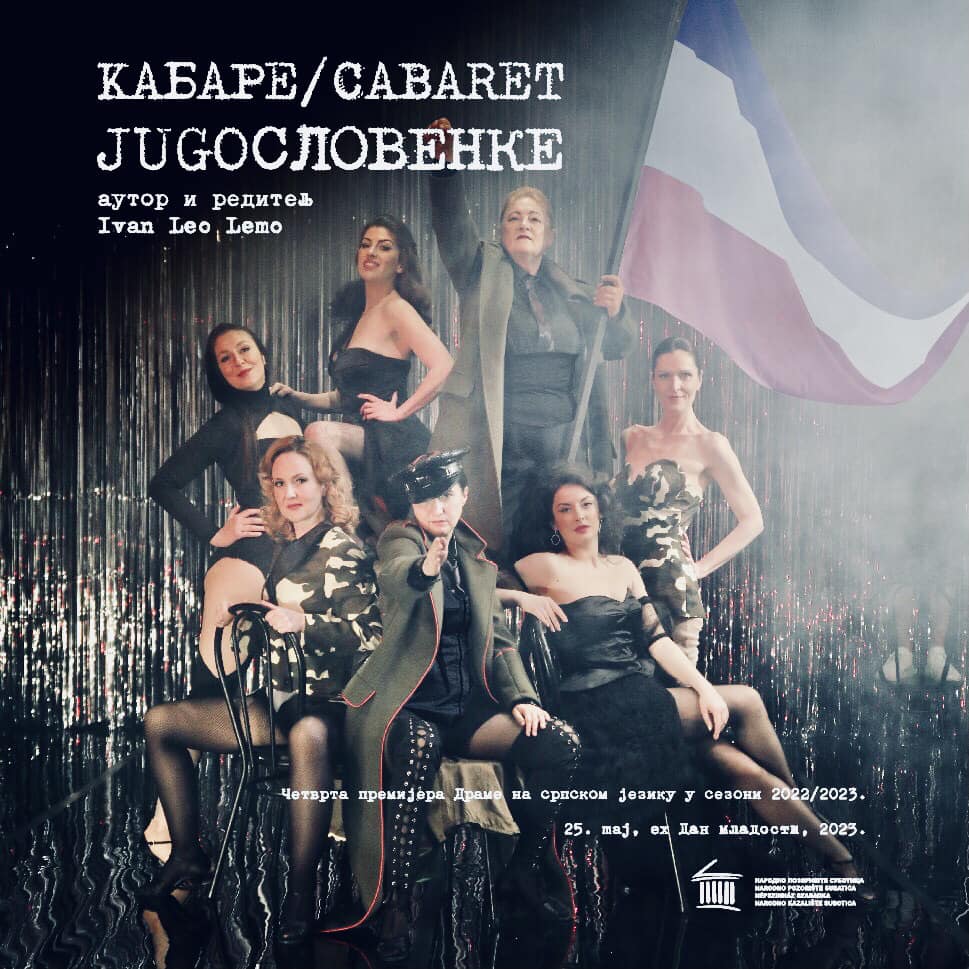 КАБАРЕ/CABARET
JUGOСЛОВЕНКЕ
аутор и редитељ
Ivan Leo Lemo
Четврта премијера Драме на српском језику у сезони 2022/2023.
25. maj, ex Дан младости, 2023.
НАРОДНО ПОЗОРИШТЕ СУБОТИЦА
NARODNO POZORIŠTE SUBOTICA
NÉPSZÍNHÁZ SZABADKA
NARODNO KAZALIŠTE SUBOTICA